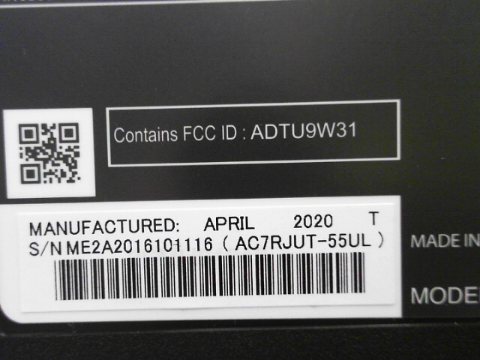 Contains FCC ID : ADTU9W31
MANUFACTURED: APRIL 2020 T
S/N ME2A2016101116 ( AC7RJUT-55UL )
MADE IN
MODE